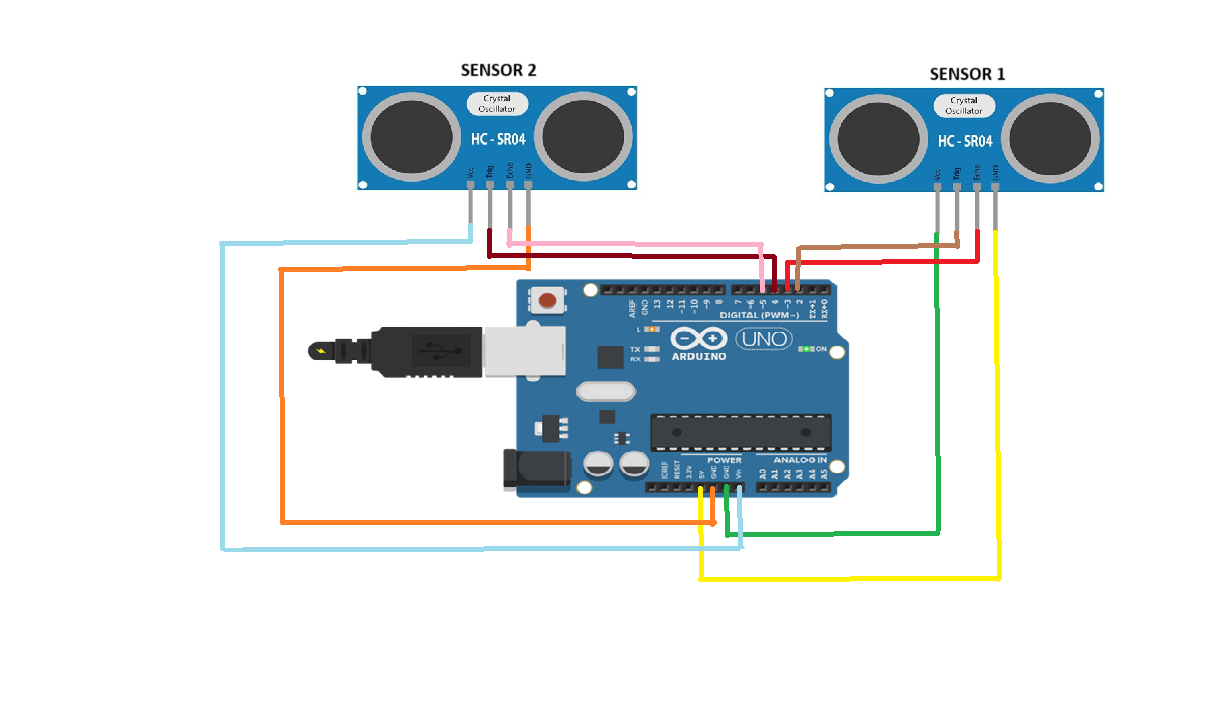 SENSOR 2
SENSOR 1
Crystal
Oscillator
HC - SR04
Vcc
Trig
Echo
GND
Crystal
Oscillator
HC - SR04
Vcc
Trig
Echo
GND
AREF
GND
13
12
~11
~10
~9
8
7
~6
~5
4
~3
2
TX→1
RX←0
DIGITAL (PWM~)
L
TX
RX
ARDUINO
UNO
ON
POWER
ANALOG IN
IOREF
RESET
3.3V
5V
GND
GND
Vin
A0
A1
A2
A3
A4
A5